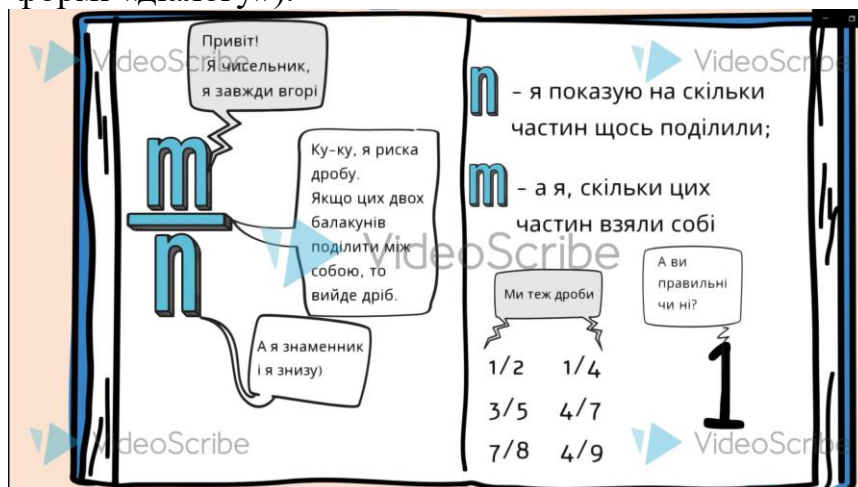 форми «діалогу»).
VideoScribe
VideoScribe
Привіт!
Я чисельник,
я завжди вгорі
m
n
Ку-ку, я риска
дробу.
Якщо цих двох
балакунів
поділити між
собою, то
вийде дріб.
А я знаменник
і я знизу)
n - я показую на скільки
частин щось поділили;
m - а я, скільки цих
частин взяли собі
VideoScribe
Ми теж дроби
А ви
правильні
чи ні?
1/2 1/4
3/5 4/7
7/8 4/9
1
VideoScribe
VideoScribe